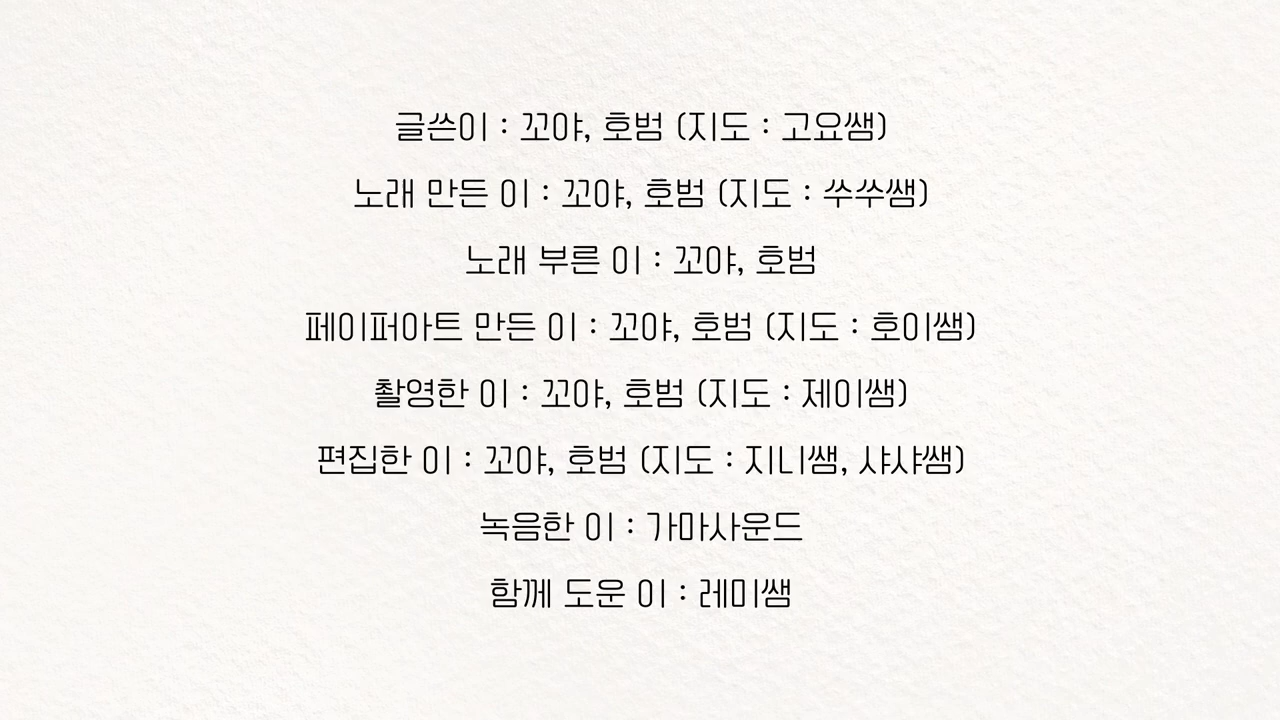 글쓴이 : 꼬야, 호범 (지도 : 고요쌤)
노래 만든 이 : 꼬야, 호범 (지도 : 쑤쑤쌤)
노래 부른 이 : 꼬야, 호범
페이퍼아트 만든 이 : 꼬야, 호범 (지도 : 호이쌤)
촬영한 이 : 꼬야, 호범 (지도 : 제이쌤)
편집한 이 : 꼬야, 호범 (지도 : 지니쌤, 샤샤쌤)
녹음한 이 : 가마사운드
함께 도운 이 : 레미쌤